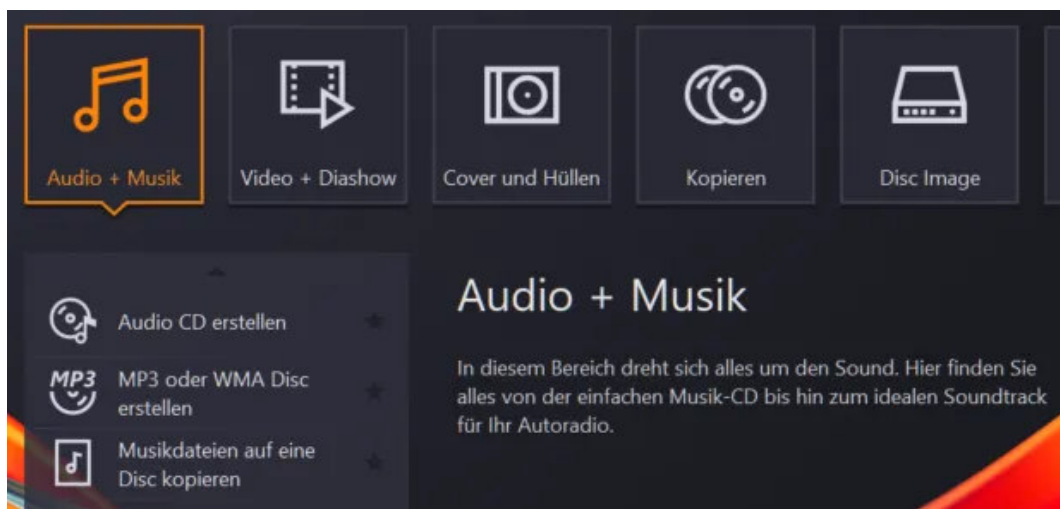 Audio + Musik
Video + Diashow
Cover und Hüllen
Kopieren
Disc Image
Audio CD erstellen
MP3
MP3 oder WMA Disc
erstellen
Musikdateien auf eine
Disc kopieren
Audio + Musik
In diesem Bereich dreht sich alles um den Sound. Hier finden Sie
alles von der einfachen Musik-CD bis hin zum idealen Soundtrack
für Ihr Autoradio.